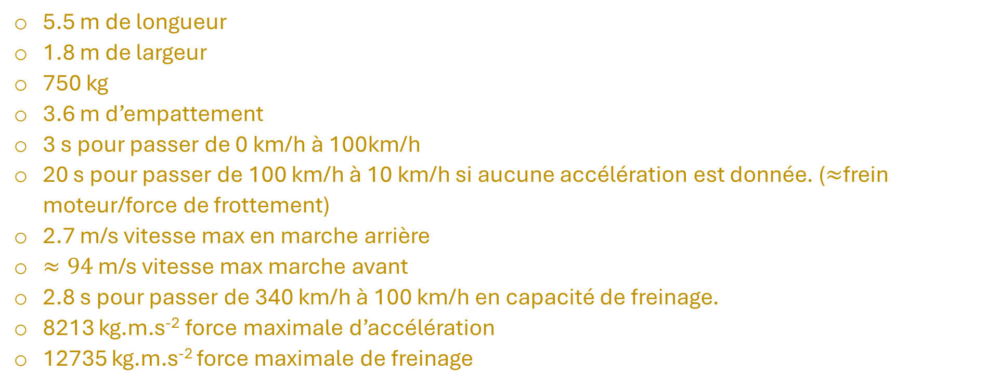 o 5.5 m de longueur
o 1.8 m de largeur
o 750 kg
o 3.6 m d’empattement
o 3 s pour passer de 0 km/h à 100km/h
o 20 s pour passer de 100 km/h à 10 km/h si aucune accélération est donnée. (≈frein
moteur/force de frottement)
o 2.7 m/s vitesse max en marche arrière
o ≈ 94 m/s vitesse max marche avant
o 2.8 s pour passer de 340 km/h à 100 km/h en capacité de freinage.
o 8213 kg.m.s⁻² force maximale d’accélération
o 12735 kg.m.s⁻² force maximale de freinage